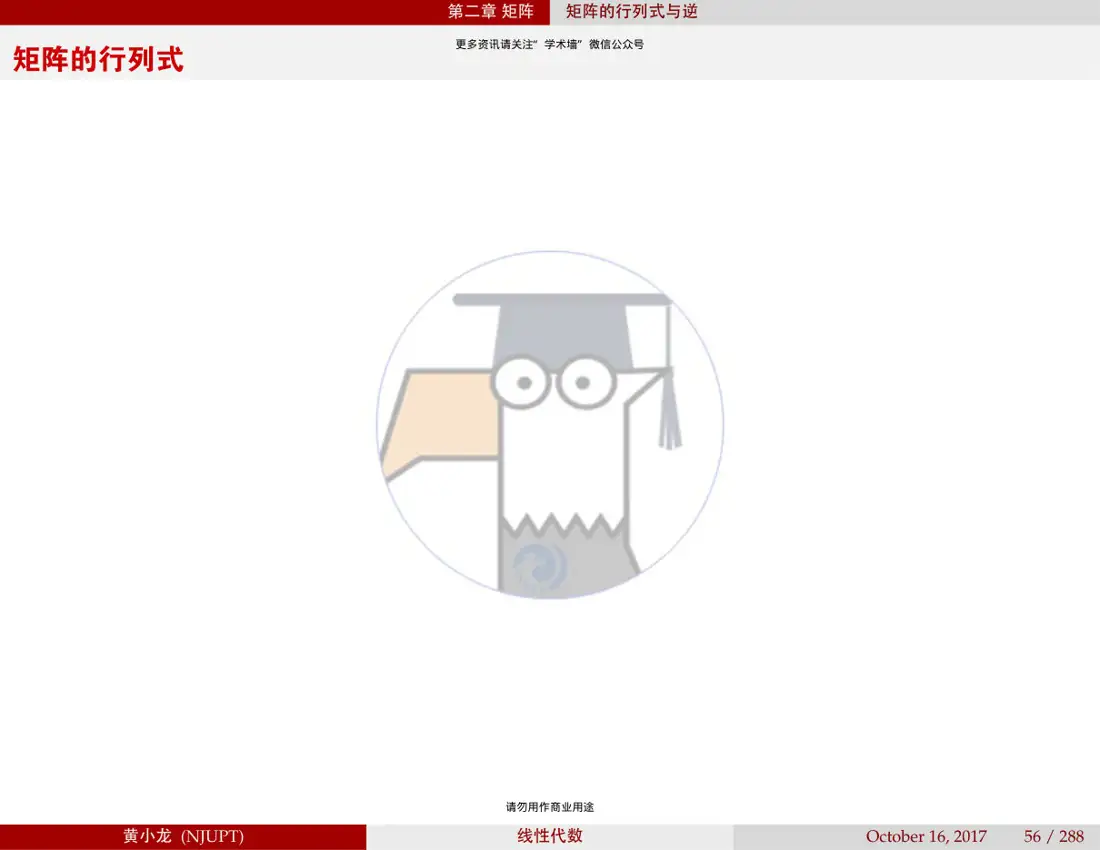 第二章 矩阵 矩阵的行列式与逆
更多资讯请关注“学术墙”微信公众号
矩阵的行列式
请勿用作商业用途
黄小龙 (NJUPT) 线性代数 October 16, 2017 56 / 288